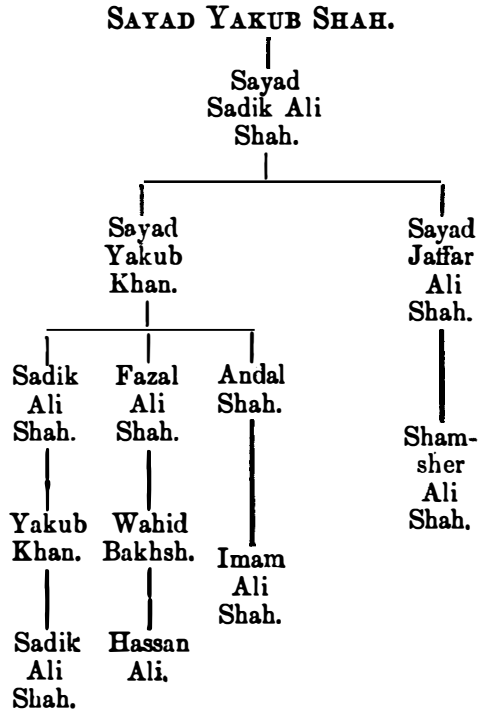 SAYAD YAKUB SHAH.
Sayad
Sadik Ali
Shah.
Sayad
Yakub
Khan.
Sayad
Jaffar
Ali
Shah.
Sadik
Ali
Shah.
Fazal
Ali
Shah.
Andal
Shah.
Sham-
sher
Ali
Shah.
Yakub
Khan.
Wahid
Bakhsh.
Imam
Ali
Shah.
Sadik
Ali
Shah.
Hassan
Ali.